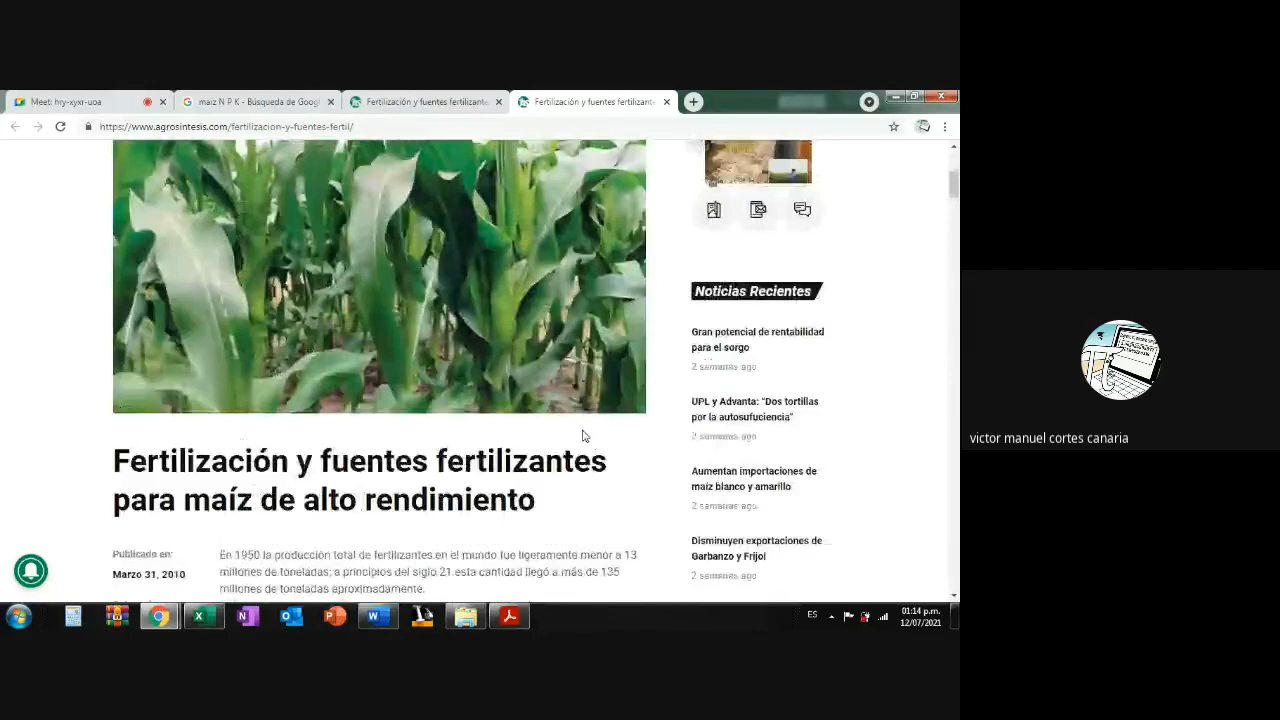 Meet: hry-xyxr-uoa
maiz N P K - Búsqueda de Googl
Fertilización y fuentes fertilizante
Fertilización y fuentes fertilizante
https://www.agrosintesis.com/fertilizacion-y-fuentes-fertil/
Noticias Recientes
Gran potencial de rentabilidad
para el sorgo
2 semanas ago
UPL y Advanta: “Dos tortillas
por la autosufuciencia”
2 semanas ago
Aumentan importaciones de
maíz blanco y amarillo
2 semanas ago
Disminuyen exportaciones de
Garbanzo y Frijol
2 semanas ago
Fertilización y fuentes fertilizantes
para maíz de alto rendimiento
Publicado en:
Marzo 31, 2010
En 1950 la producción total de fertilizantes en el mundo fue ligeramente menor a 13
millones de toneladas; a principios del siglo 21 esta cantidad llegó a más de 135
millones de toneladas aproximadamente.
ES
01:14 p.m.
12/07/2021
victor manuel cortes canaria